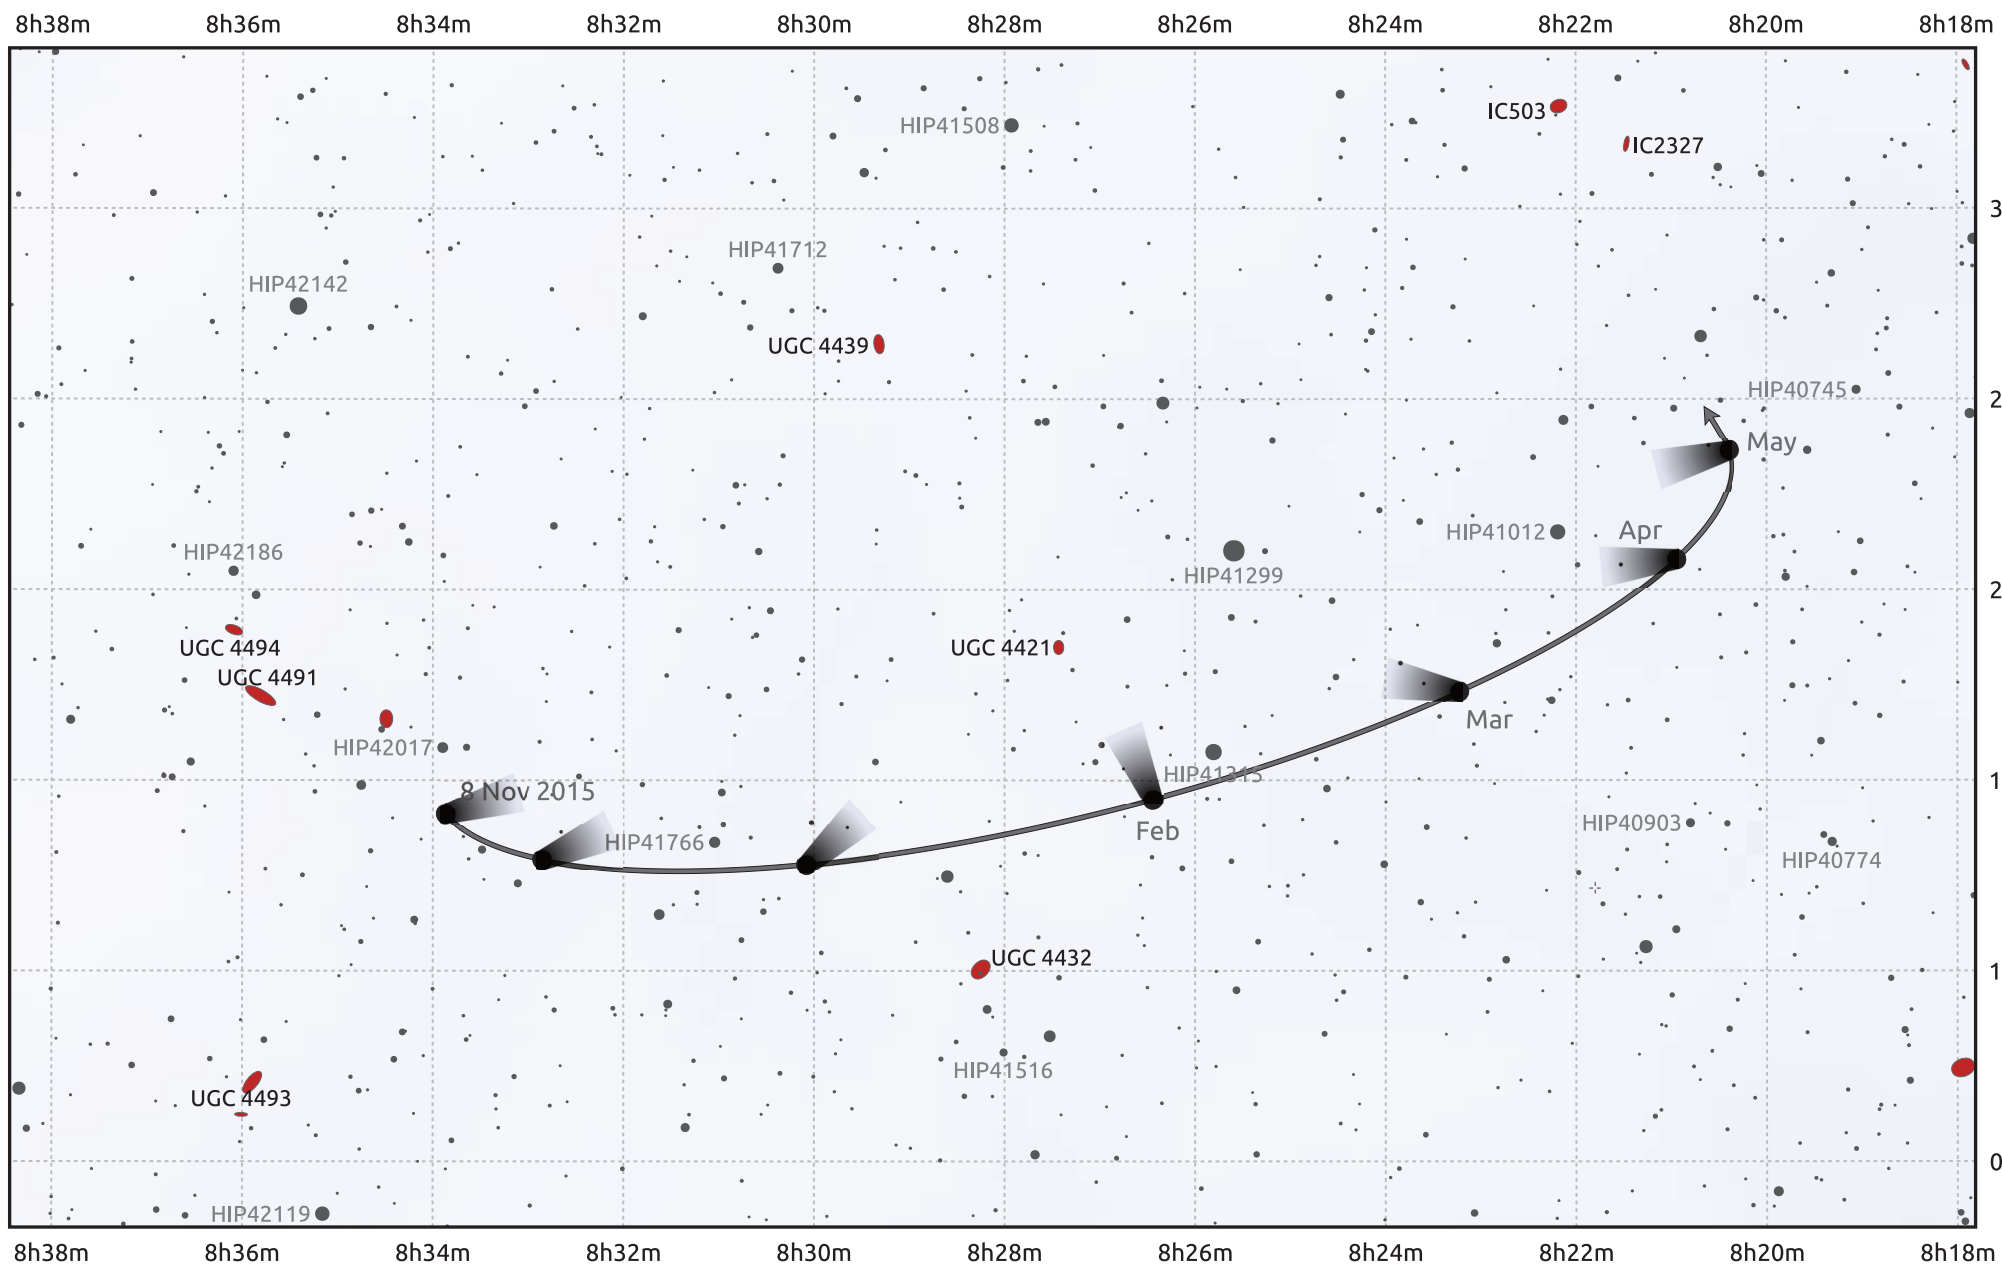 8h38m 8h36m 8h34m 8h32m 8h30m 8h28m 8h26m 8h24m 8h22m 8h20m 8h18m
IC503
HIP41508
IC2327
3
HIP41712
HIP42142
UGC 4439
HIP40745
2
May
Apr
HIP41012
HIP42186
HIP41299
2
UGC 4494
UGC 4421
UGC 4491
Mar
HIP42017
HIP41315
1
8 Nov 2015
HIP40903
Feb
HIP41766
HIP40774
UGC 4432
1
HIP41516
UGC 4493
0
HIP42119
8h38m 8h36m 8h34m 8h32m 8h30m 8h28m 8h26m 8h24m 8h22m 8h20m 8h18m